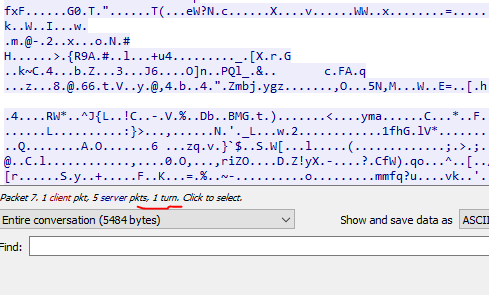 fxF......G0.T."......T(...eW?N.c......X....v......WW..x.......=.....
k..W..I...w.
.m.@-.2..x...o.N.#
H......>.{R9A.#..l...+u4.........._.[X.r.G
..k~C.4...b.Z...3...J6....O]n..PQl_.&.. c.FA.q
...z...8.@.66.t.V..y.@,4.b..4.".Zmbj.ygz.......,O...5N,M...W..E=..[.h
.4....RW*..^J{L..!C..-.V.%..Db..BMG.t.).......<....yma......C...*..F.
......L........:}>...,......N.'._L...w.2...............1fhG.lV*......
..Q.......A.O.......6 ...zq.v.}`$..S.W[...l.....(............;.>.;.
@..C.l...........,....0.O,...,riZO....D.Z!yX.-....?.CfW).qo...^..[..
[r......S.y..+.....F..K...=.%..~-..........o.........mmfq?u....vk..'.
Packet 7. 1 client pkt, 5 server pkts, 1 turn. Click to select.
Entire conversation (5484 bytes)
Show and save data as
ASCII
Find: